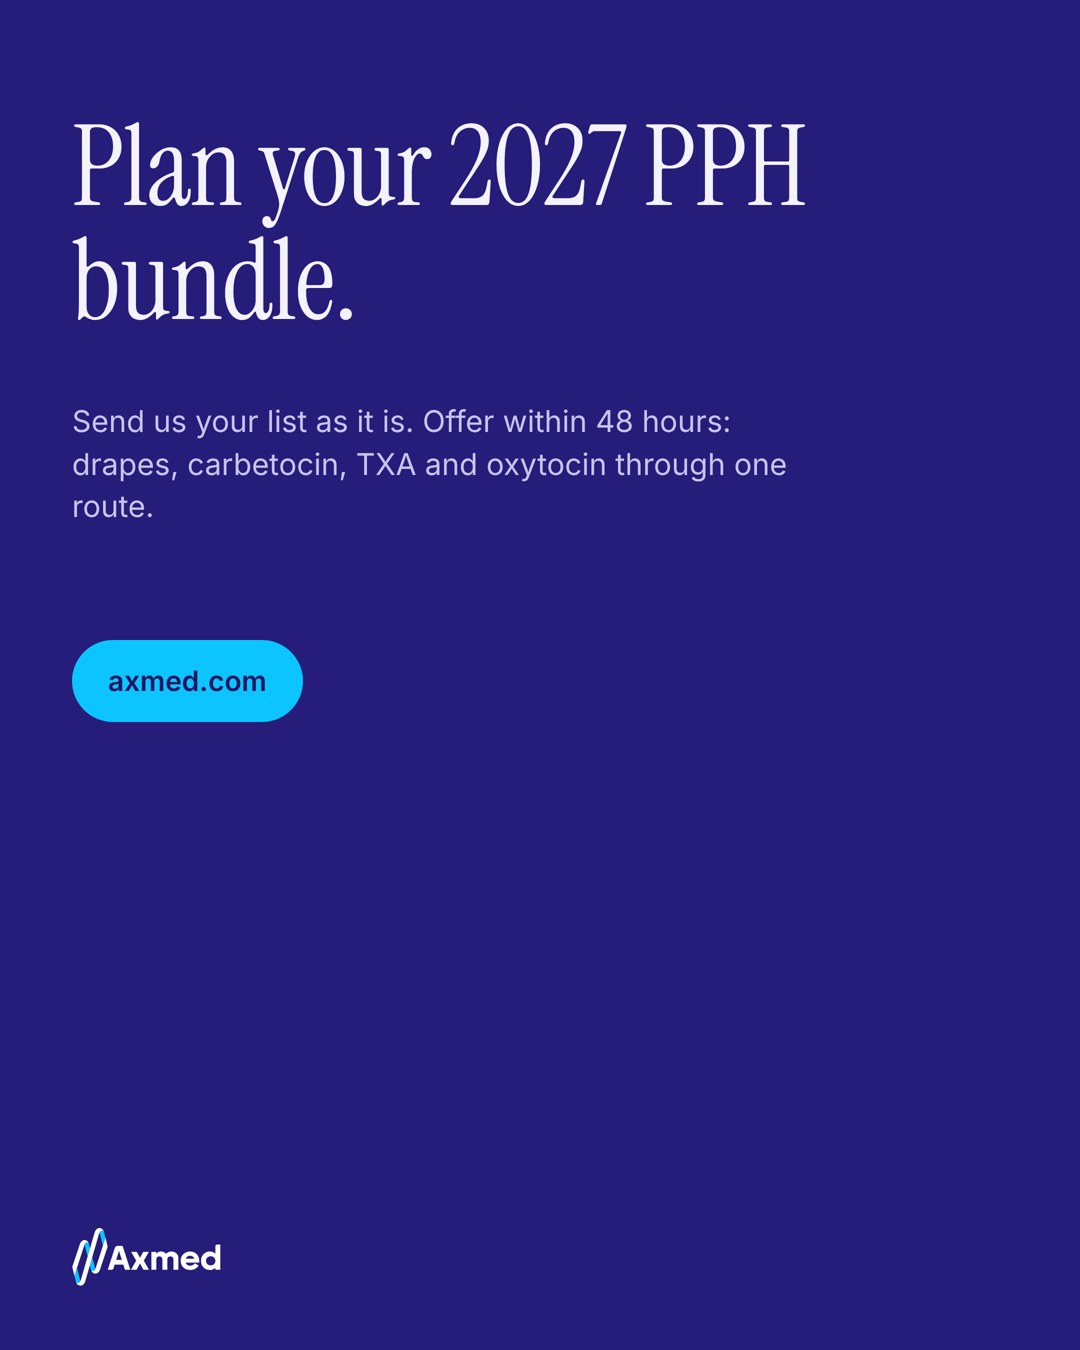 Plan your 2027 PPH
bundle.
Send us your list as it is. Offer within 48 hours:
drapes, carbetocin, TXA and oxytocin through one
route.
axmed.com
Axmed